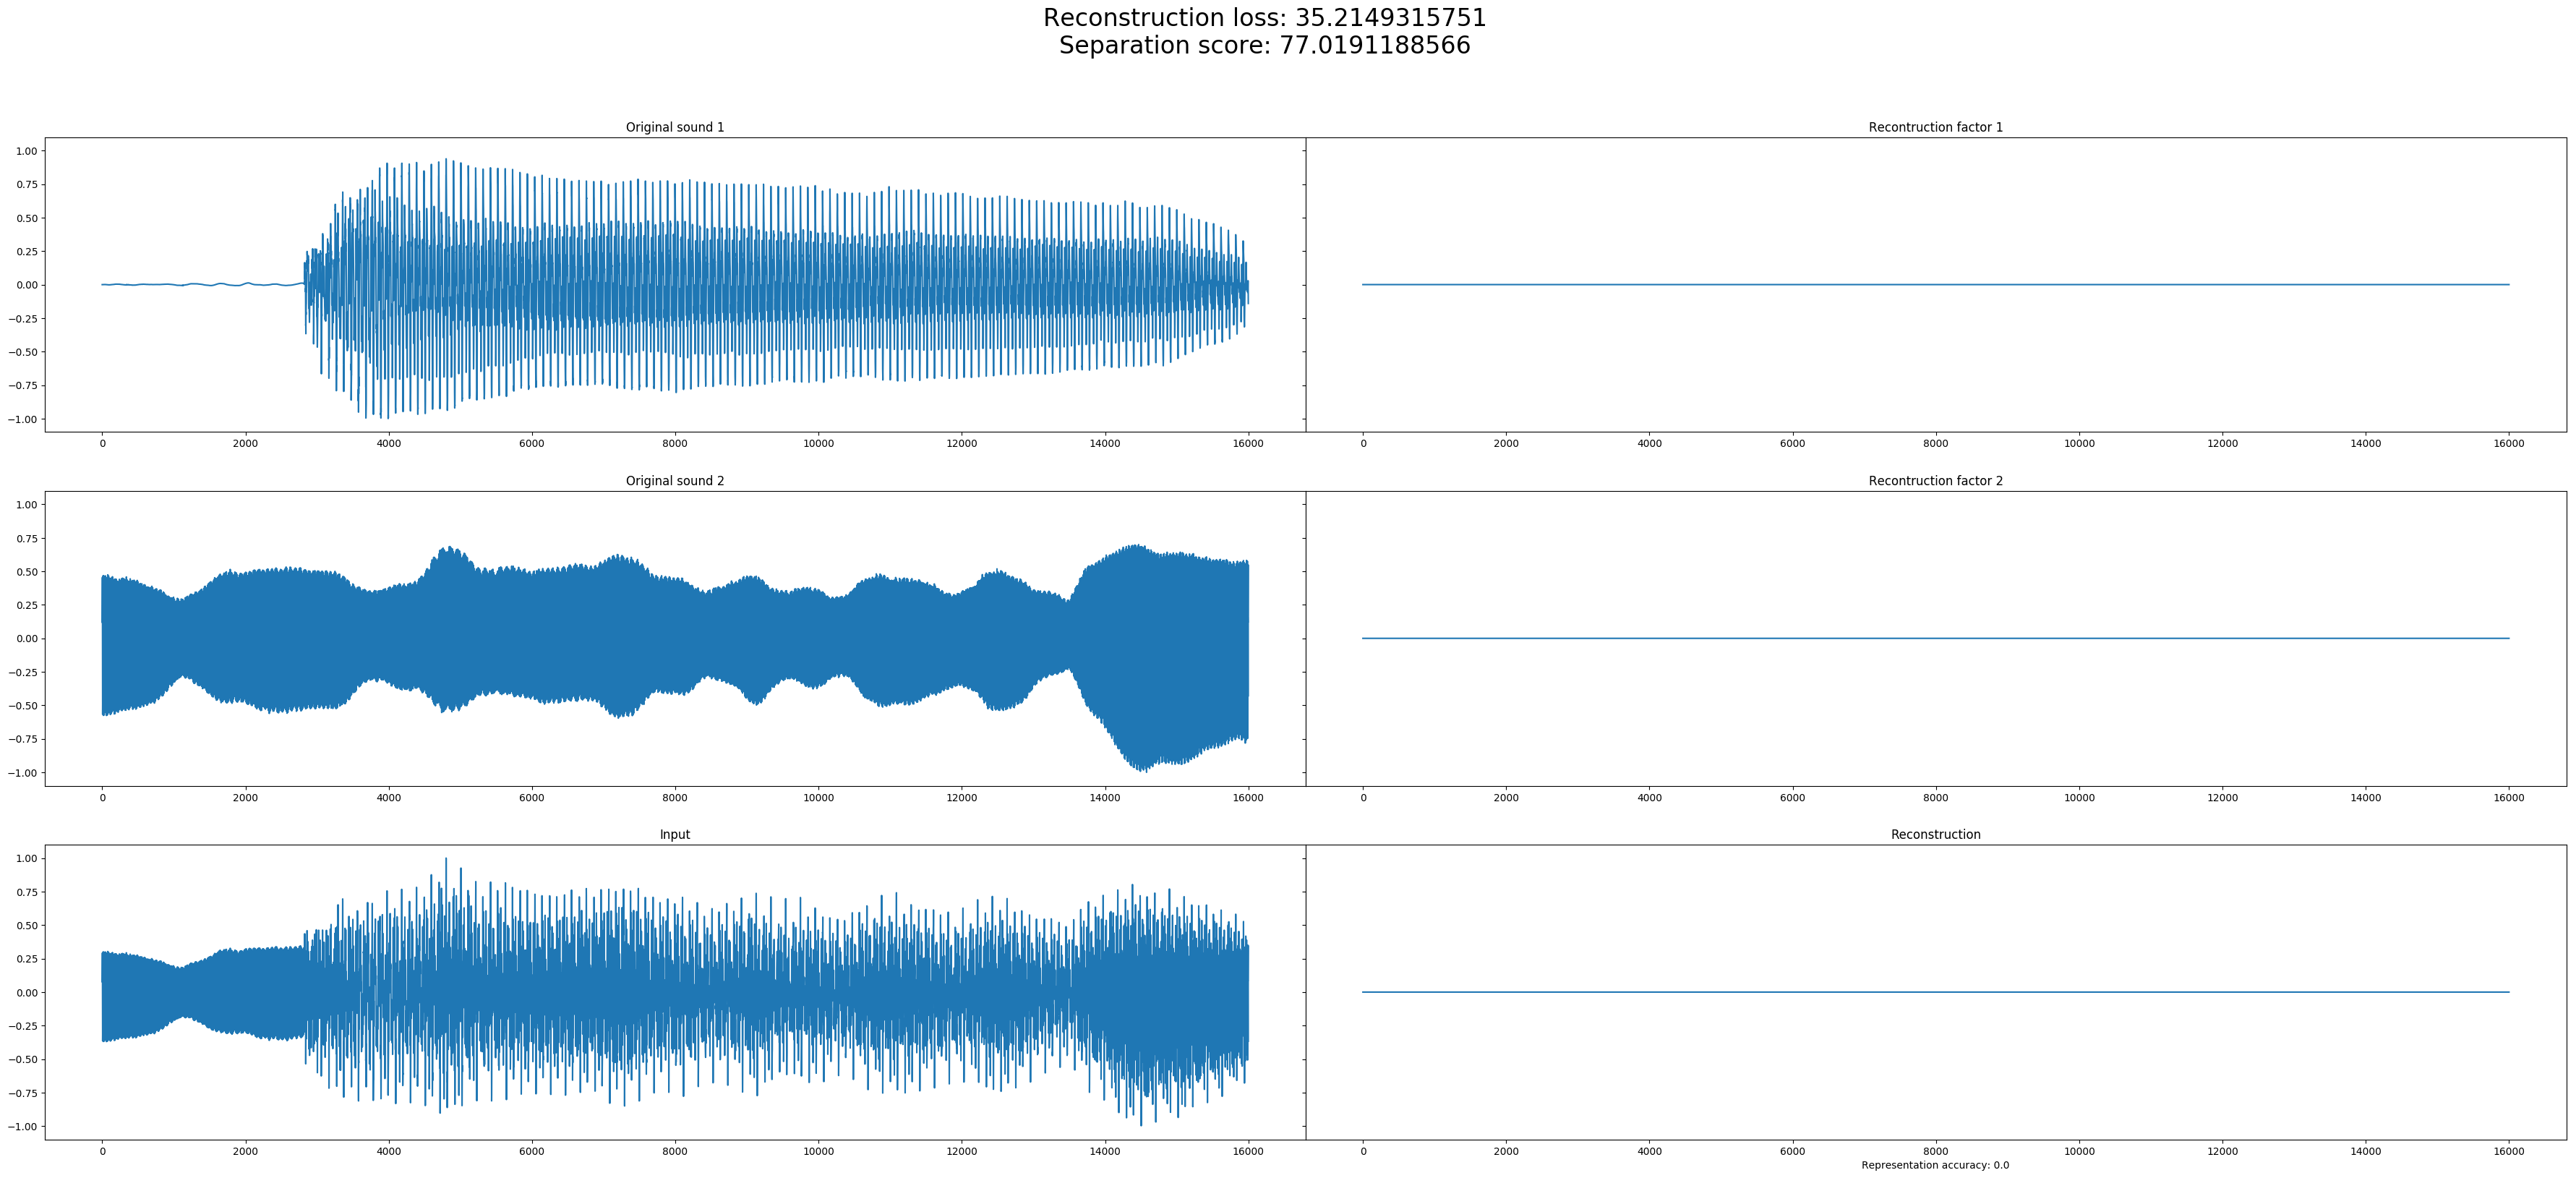 Reconstruction loss: 35.2149315751
Separation score: 77.0191188566
Original sound 1
Recontruction factor 1
1.00
0.75
0.50
0.25
0.00
−0.25
−0.50
−0.75
−1.00
0 2000 4000 6000 8000 10000 12000 14000 16000
0 2000 4000 6000 8000 10000 12000 14000 16000
Original sound 2
Recontruction factor 2
1.00
0.75
0.50
0.25
0.00
−0.25
−0.50
−0.75
−1.00
0 2000 4000 6000 8000 10000 12000 14000 16000
0 2000 4000 6000 8000 10000 12000 14000 16000
Input
Reconstruction
1.00
0.75
0.50
0.25
0.00
−0.25
−0.50
−0.75
−1.00
0 2000 4000 6000 8000 10000 12000 14000 16000
0 2000 4000 6000 8000 10000 12000 14000 16000
Representation accuracy: 0.0